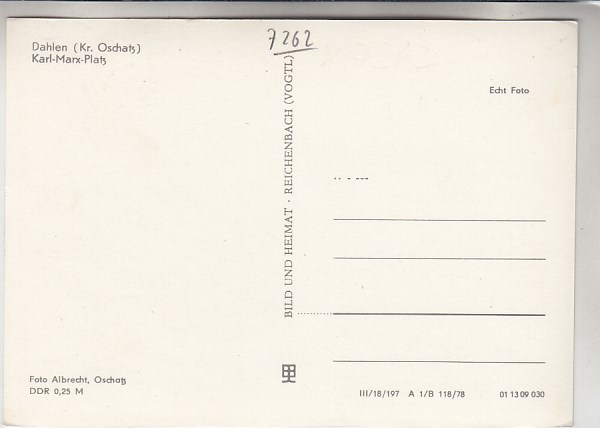 Dahlen (Kr. Oschatz)
Karl-Marx-Platz
7262
BILD UND HEIMAT · REICHENBACH (VOGTL)
Echt Foto
Foto Albrecht, Oschatz
DDR 0,25 M
III/18/197 A 1/B 118/78 01 13 09 030